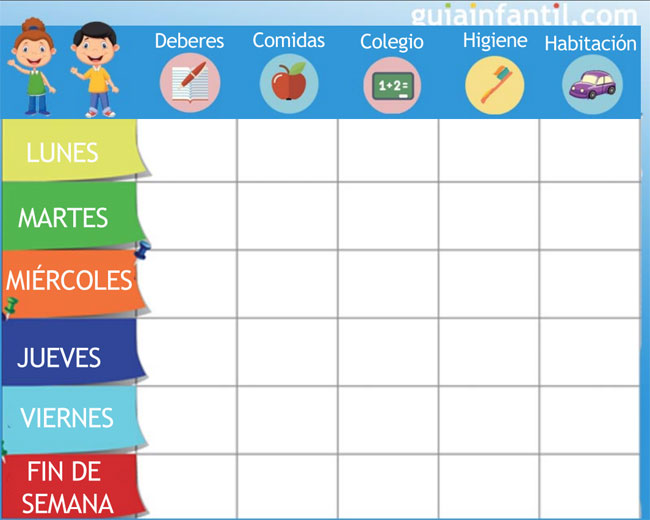 guiainfantil.com
Deberes Comidas Colegio Higiene Habitación
1+2=
LUNES
MARTES
MIÉRCOLES
JUEVES
VIERNES
FIN DE
SEMANA